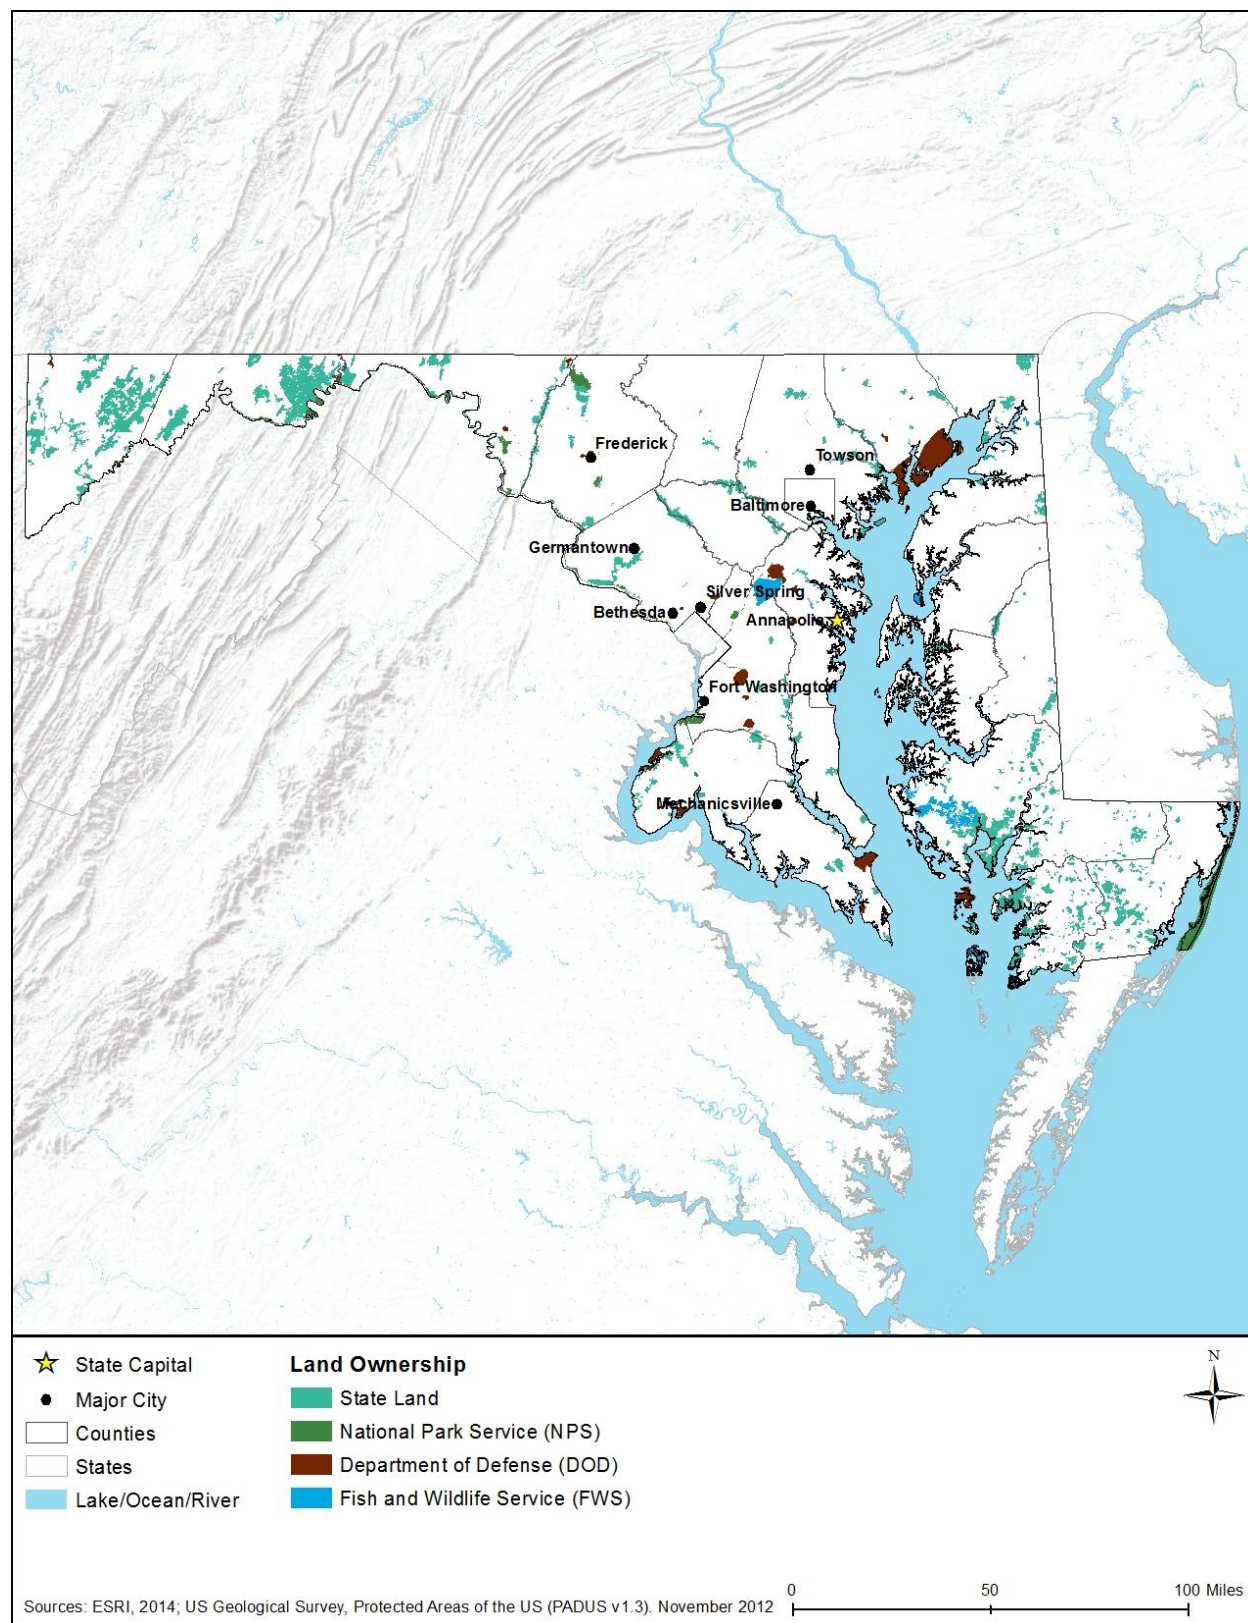 Frederick
Towson
Baltimore
Germantown
Silver Spring
Bethesda
Annapolis
Fort Washington
Mechanicsville
State Capital
Major City
Counties
States
Lake/Ocean/River
Land Ownership
State Land
National Park Service (NPS)
Department of Defense (DOD)
Fish and Wildlife Service (FWS)
N
0 50 100 Miles
Sources: ESRI, 2014; US Geological Survey, Protected Areas of the US (PADUS v1.3). November 2012